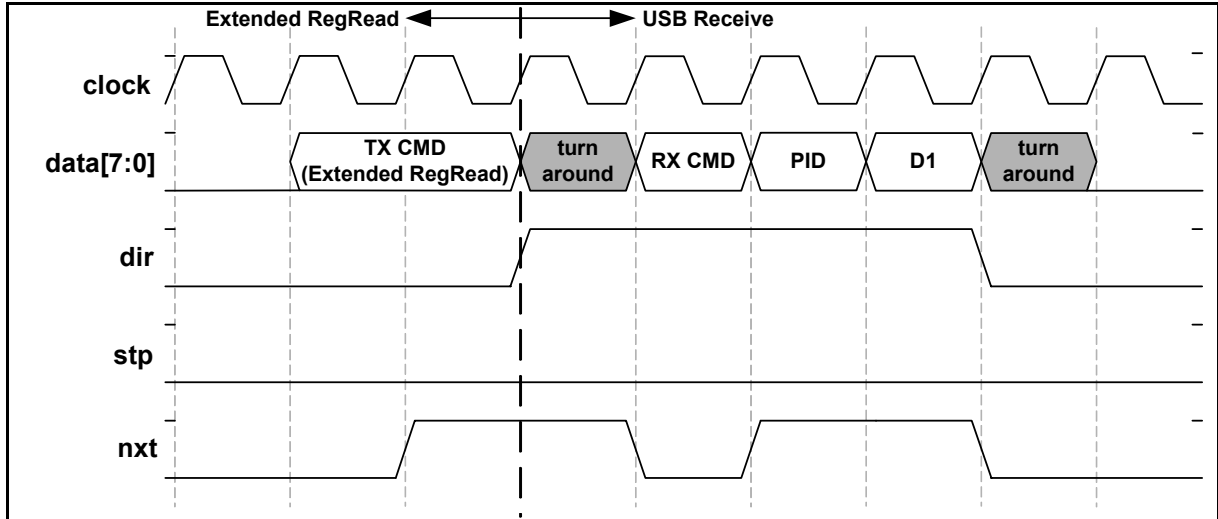 Extended RegRead USB Receive
clock
data[7:0]
TX CMD
(Extended RegRead)
turn
around
RX CMD
PID
D1
turn
around
dir
stp
nxt